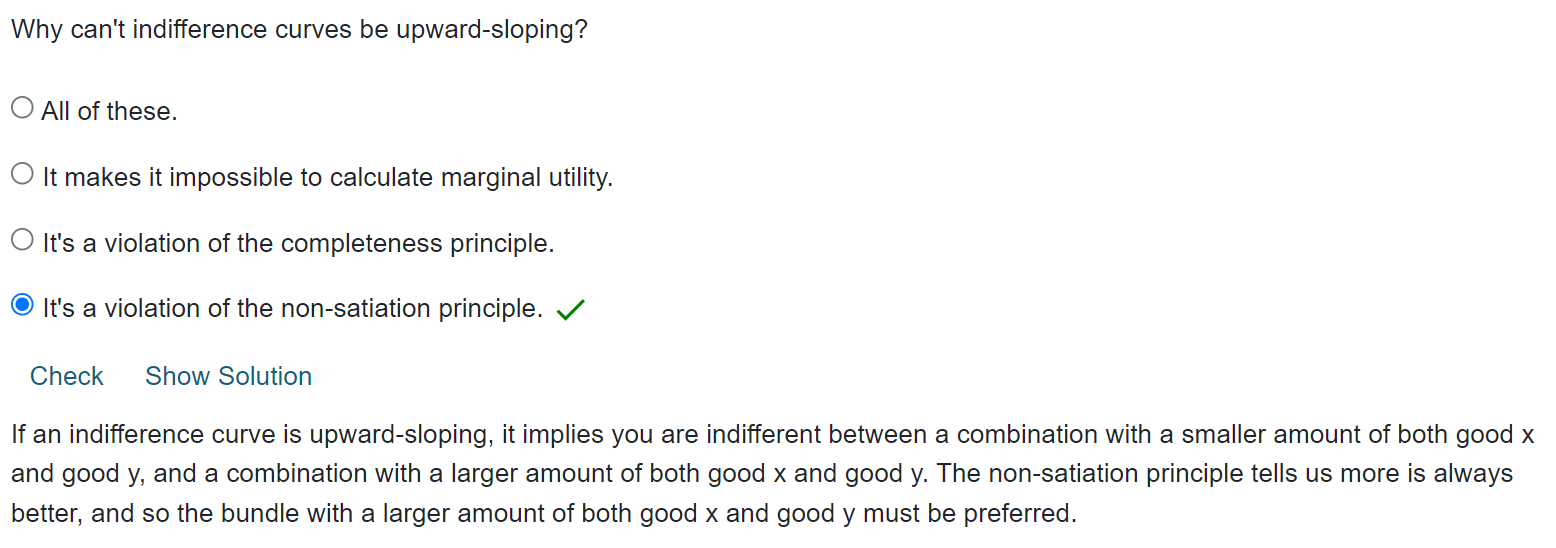 Why can't indifference curves be upward-sloping?
All of these.
It makes it impossible to calculate marginal utility.
It's a violation of the completeness principle.
It's a violation of the non-satiation principle.
Check Show Solution
If an indifference curve is upward-sloping, it implies you are indifferent between a combination with a smaller amount of both good x
and good y, and a combination with a larger amount of both good x and good y. The non-satiation principle tells us more is always
better, and so the bundle with a larger amount of both good x and good y must be preferred.